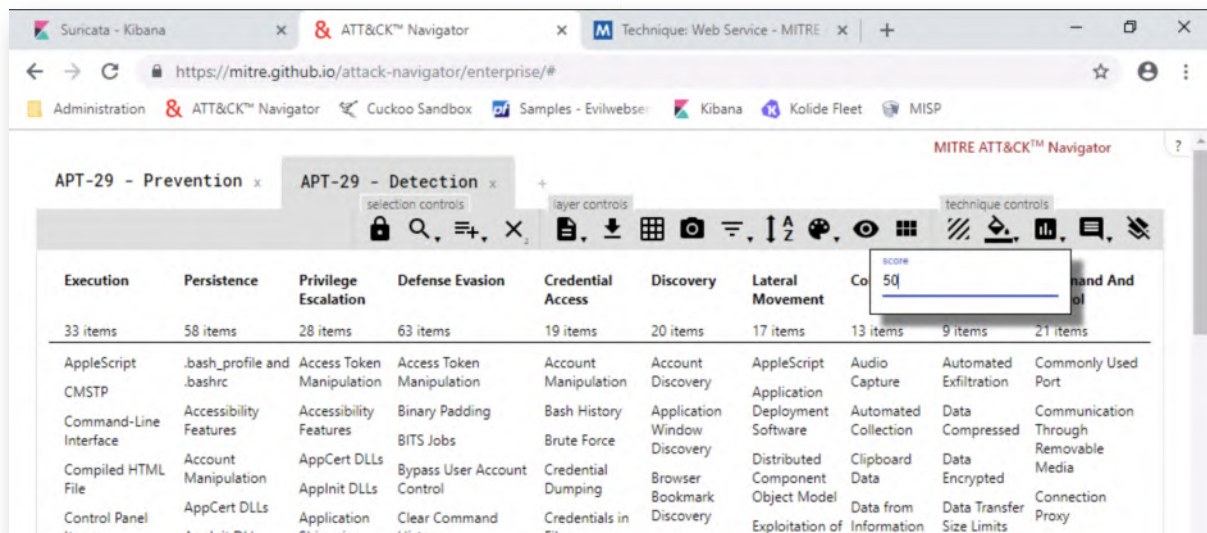 Suricata - Kibana × ATT&CK™ Navigator × Technique: Web Service - MITRE × +
https://mitre.github.io/attack-navigator/enterprise/#
Administration ATT&CK™ Navigator Cuckoo Sandbox Samples - Evilwebser Kibana Kolide Fleet MISP
MITRE ATT&CK™ Navigator ?
APT-29 - Prevention x APT-29 - Detection x +
selection controls layer controls technique controls
score
50
Execution Persistence Privilege Defense Evasion Credential Discovery Lateral Co mand And
Escalation Access Movement ol
33 items 58 items 28 items 63 items 19 items 20 items 17 items 13 items 9 items 21 items
AppleScript .bash_profile and Access Token Access Token Account Account AppleScript Audio Automated Commonly Used
.bashrc Manipulation Manipulation Manipulation Discovery Capture Exfiltration Port
CMSTP Application
Command-Line Accessibility Accessibility Binary Padding Bash History Application Deployment Automated Data Communication
Interface Features Features Window Software Collection Compressed Through
BITS Jobs Brute Force Discovery Removable
Compiled HTML Account AppCert DLLs Bypass User Account Credential Browser Distributed Clipboard Data Media
File Manipulation Control Dumping Bookmark Component Data Encrypted
AppInit DLLs Discovery Object Model Connection
Control Panel AppCert DLLs Application Clear Command Credentials in Exploitation of Data from Data Transfer Proxy
Information Size Limits